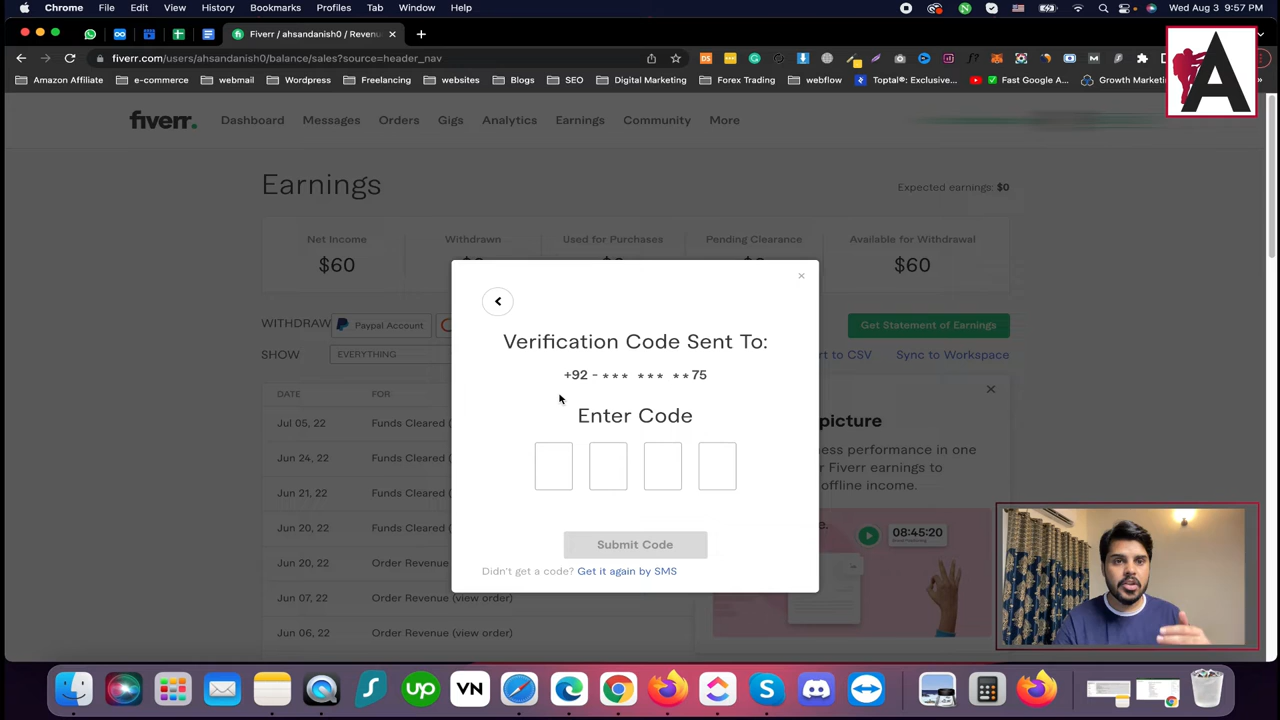 Chrome File Edit View History Bookmarks Profiles Tab Window Help Wed Aug 3 9:57 PM
Fiverr / ahsandanish0 / Revenu
fiverr.com/users/ahsandanish0/balance/sales?source=header_nav
Amazon Affiliate e-commerce webmail Wordpress Freelancing websites Blogs SEO Digital Marketing Forex Trading webflow Toptal®: Exclusive... Fast Google A... Growth Marketi
A
fiverr. Dashboard Messages Orders Gigs Analytics Earnings Community More
Earnings
Expected earnings: $0
Net Income Withdrawn Used for Purchases Pending Clearance Available for Withdrawal
$60 $60
WITHDRAW Paypal Account Get Statement of Earnings
SHOW EVERYTHING rt to CSV Sync to Workspace
DATE FOR
Jul 05, 22 Funds Cleared
Jun 24, 22 Funds Cleared
Jun 21, 22 Funds Cleared
Jun 20, 22 Funds Cleared
Jun 20, 22 Order Revenue
Jun 07, 22 Order Revenue (view order)
Jun 06, 22 Order Revenue (view order)
Verification Code Sent To:
+92 - *** *** **75
Enter Code
Submit Code
Didn't get a code? Get it again by SMS
picture
ness performance in one
r Fiverr earnings to
offline income.
08:45:20
up VN